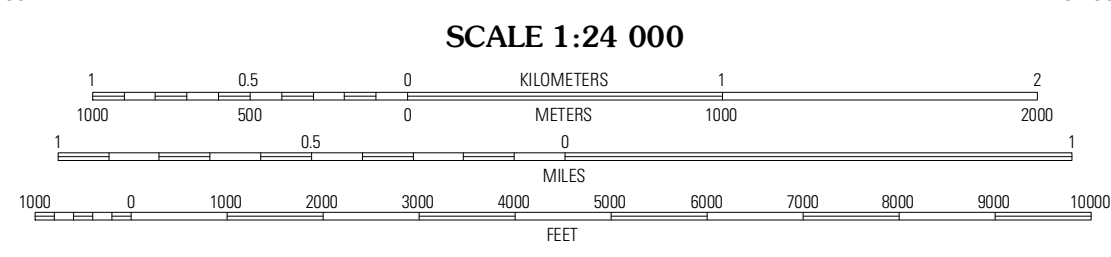 SCALE 1:24 000
1 0.5 0 KILOMETERS 1 2
1000 500 0 METERS 1000 2000
1 0.5 0 1
MILES
1000 0 1000 2000 3000 4000 5000 6000 7000 8000 9000 10000
FEET